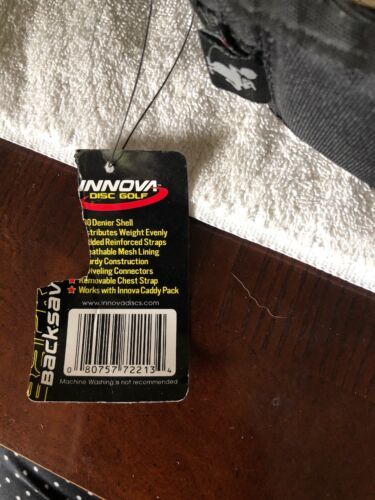 INNOVA
DISC GOLF
0 Denier Shell
tributes Weight Evenly
dded Reinforced Straps
eathable Mesh Lining
urdy Construction
iveling Connectors
Removable Chest Strap
Works with Innova Caddy Pack
www.innovadiscs.com
Backsav
0 80757 72213 4
Machine Washing is not recommended